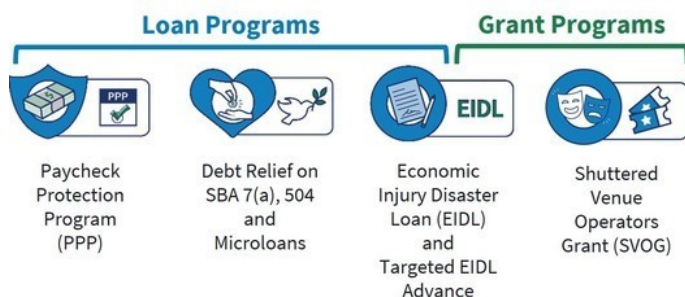 Loan Programs
Grant Programs
PPP
EIDL
Paycheck
Protection
Program
(PPP)
Debt Relief on
SBA 7(a), 504
and
Microloans
Economic
Injury Disaster
Loan (EIDL)
and
Targeted EIDL
Advance
Shuttered
Venue
Operators
Grant (SVOG)